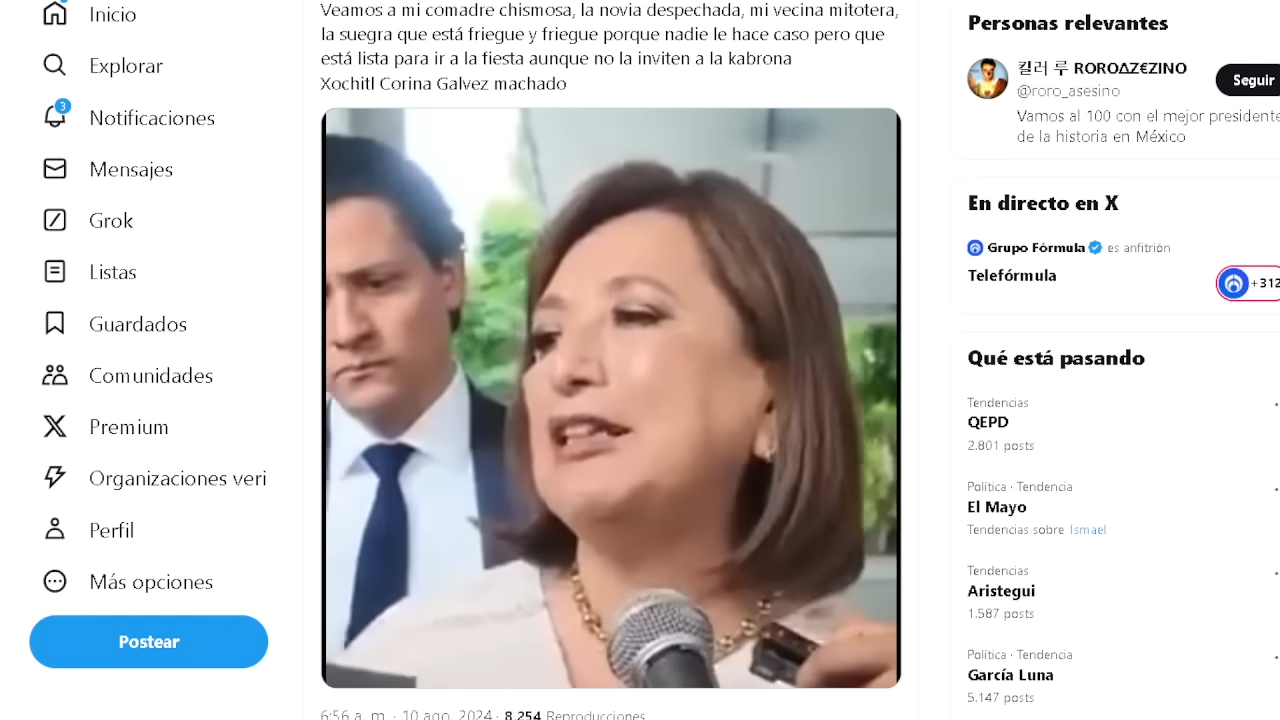 Inicio
Explorar
3
Notificaciones
Mensajes
Grok
Listas
Guardados
Comunidades
Premium
Organizaciones veri
Perfil
Más opciones
Postear
Veamos a mi comadre chismosa, la novia despechada, mi vecina mitotera,
la suegra que está friegue y friegue porque nadie le hace caso pero que
está lista para ir a la fiesta aunque no la inviten a la kabrona
Xochitl Corina Galvez machado
6:56 a. m. · 10 ago. 2024 · 8.254 Reproducciones
Personas relevantes
킬러 루 RORO∆Z€ZINO
@roro_asesino
Seguir
Vamos al 100 con el mejor presidente
de la historia en México
En directo en X
Grupo Fórmula es anfitrión
Telefórmula
+312
Qué está pasando
Tendencias
QEPD
2.801 posts
Política · Tendencia
El Mayo
Tendencias sobre Ismael
Tendencias
Aristegui
1.587 posts
Política · Tendencia
García Luna
5.147 posts